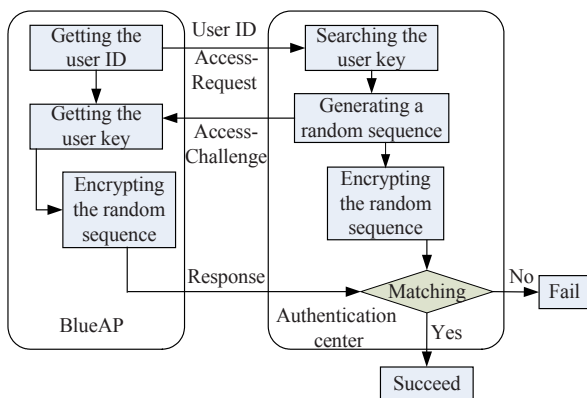 Getting the
user ID
User ID
Access-
Request
Searching the
user key
Getting the
user key
Access-
Challenge
Generating a
random sequence
Encrypting
the random
sequence
Encrypting
the random
sequence
Response
Matching
No
Fail
BlueAP
Authentication
center
Yes
Succeed